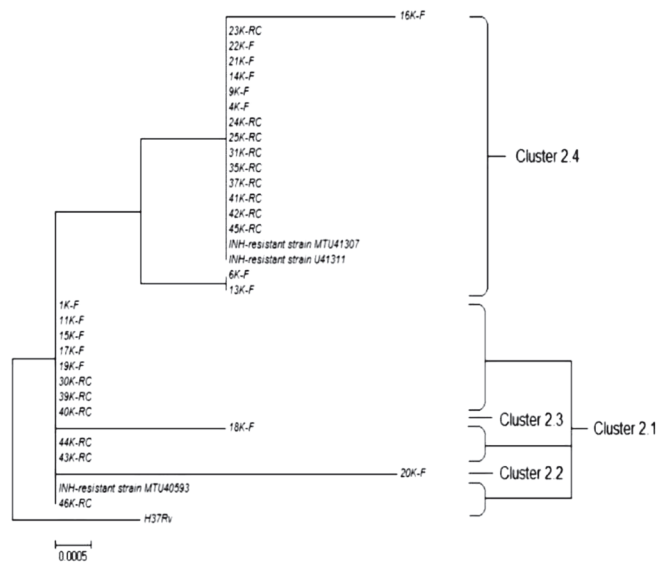 16K-F
23K-RC
22K-F
21K-F
14K-F
9K-F
4K-F
24K-RC
25K-RC
31K-RC
35K-RC
37K-RC
41K-RC
42K-RC
45K-RC
INH-resistant strain MTU41307
INH-resistant strain U41311
6K-F
13K-F
Cluster 2.4
1K-F
11K-F
15K-F
17K-F
19K-F
30K-RC
39K-RC
40K-RC
18K-F
Cluster 2.3
44K-RC
43K-RC
Cluster 2.1
20K-F
Cluster 2.2
INH-resistant strain MTU40593
46K-RC
H37Rv
0.0005